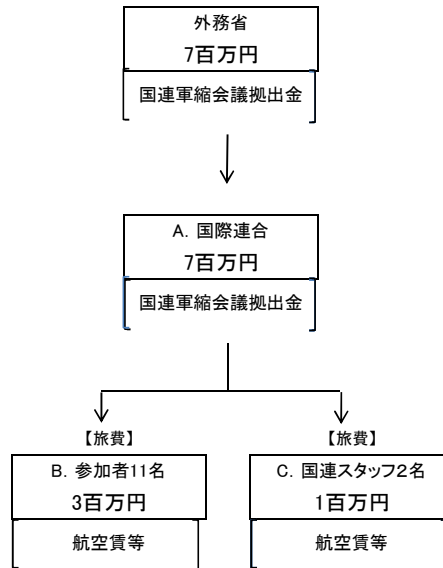 外務省
7百万円
国連軍縮会議拠出金
A. 国際連合
7百万円
国連軍縮会議拠出金
【旅費】
B. 参加者11名
3百万円
航空賃等
【旅費】
C. 国連スタッフ2名
1百万円
航空賃等